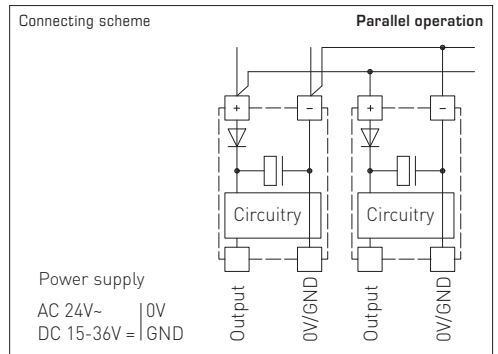 Connecting scheme
Parallel operation
+ − + −
Circuitry Circuitry
Output
0V/GND
Output
0V/GND
Power supply
AC 24V~ | 0V
DC 15-36V = | GND